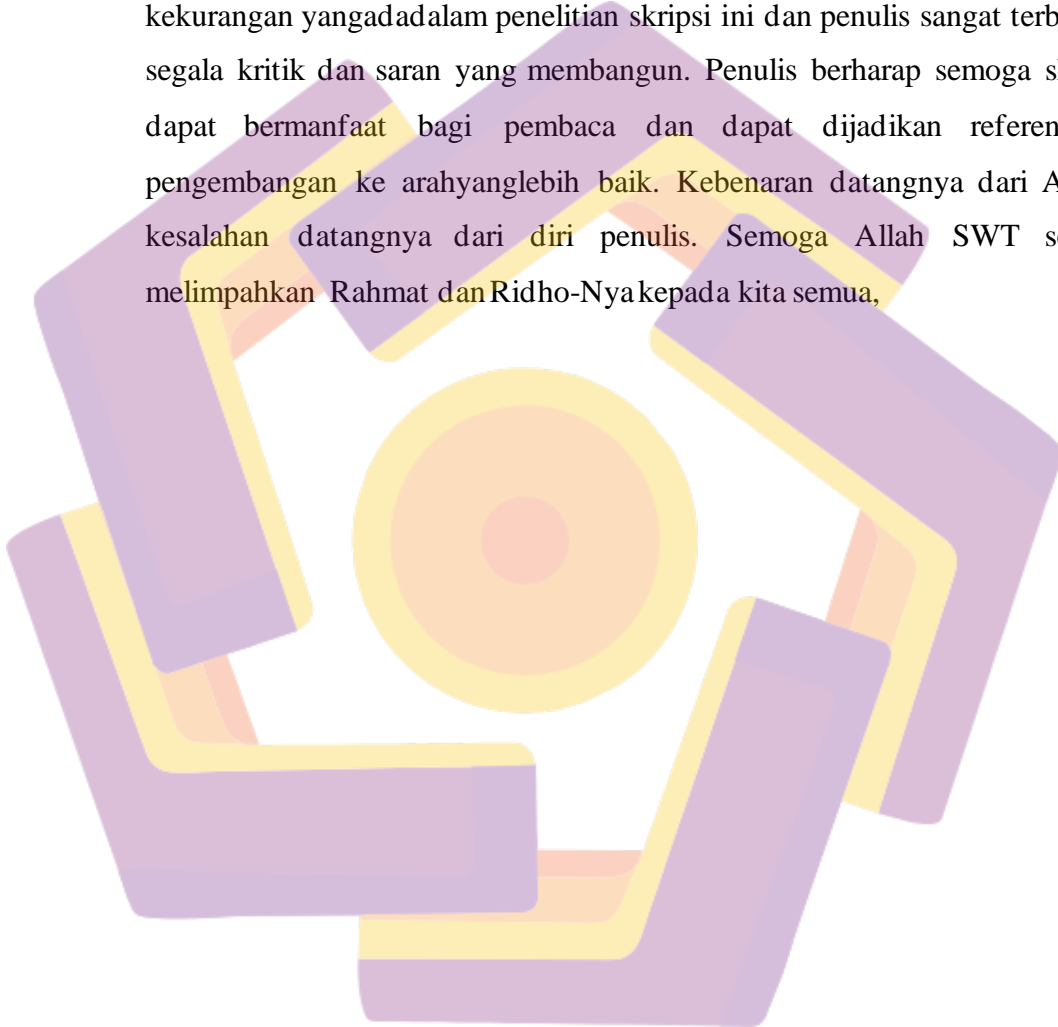 kekurangan yangadadalam penelitian skripsi ini dan penulis sangat
segala kritik dan saran yang membangun. Penulis berharap semoga
dapat bermanfaat bagi pembaca dan dapat dijadikan
pengembangan ke arahyanglebih baik. Kebenaran datangnya dari
kesalahan datangnya dari diri penulis. Semoga Allah SWT
melimpahkan Rahmat dan Ridho-Nya kepada kita semua,